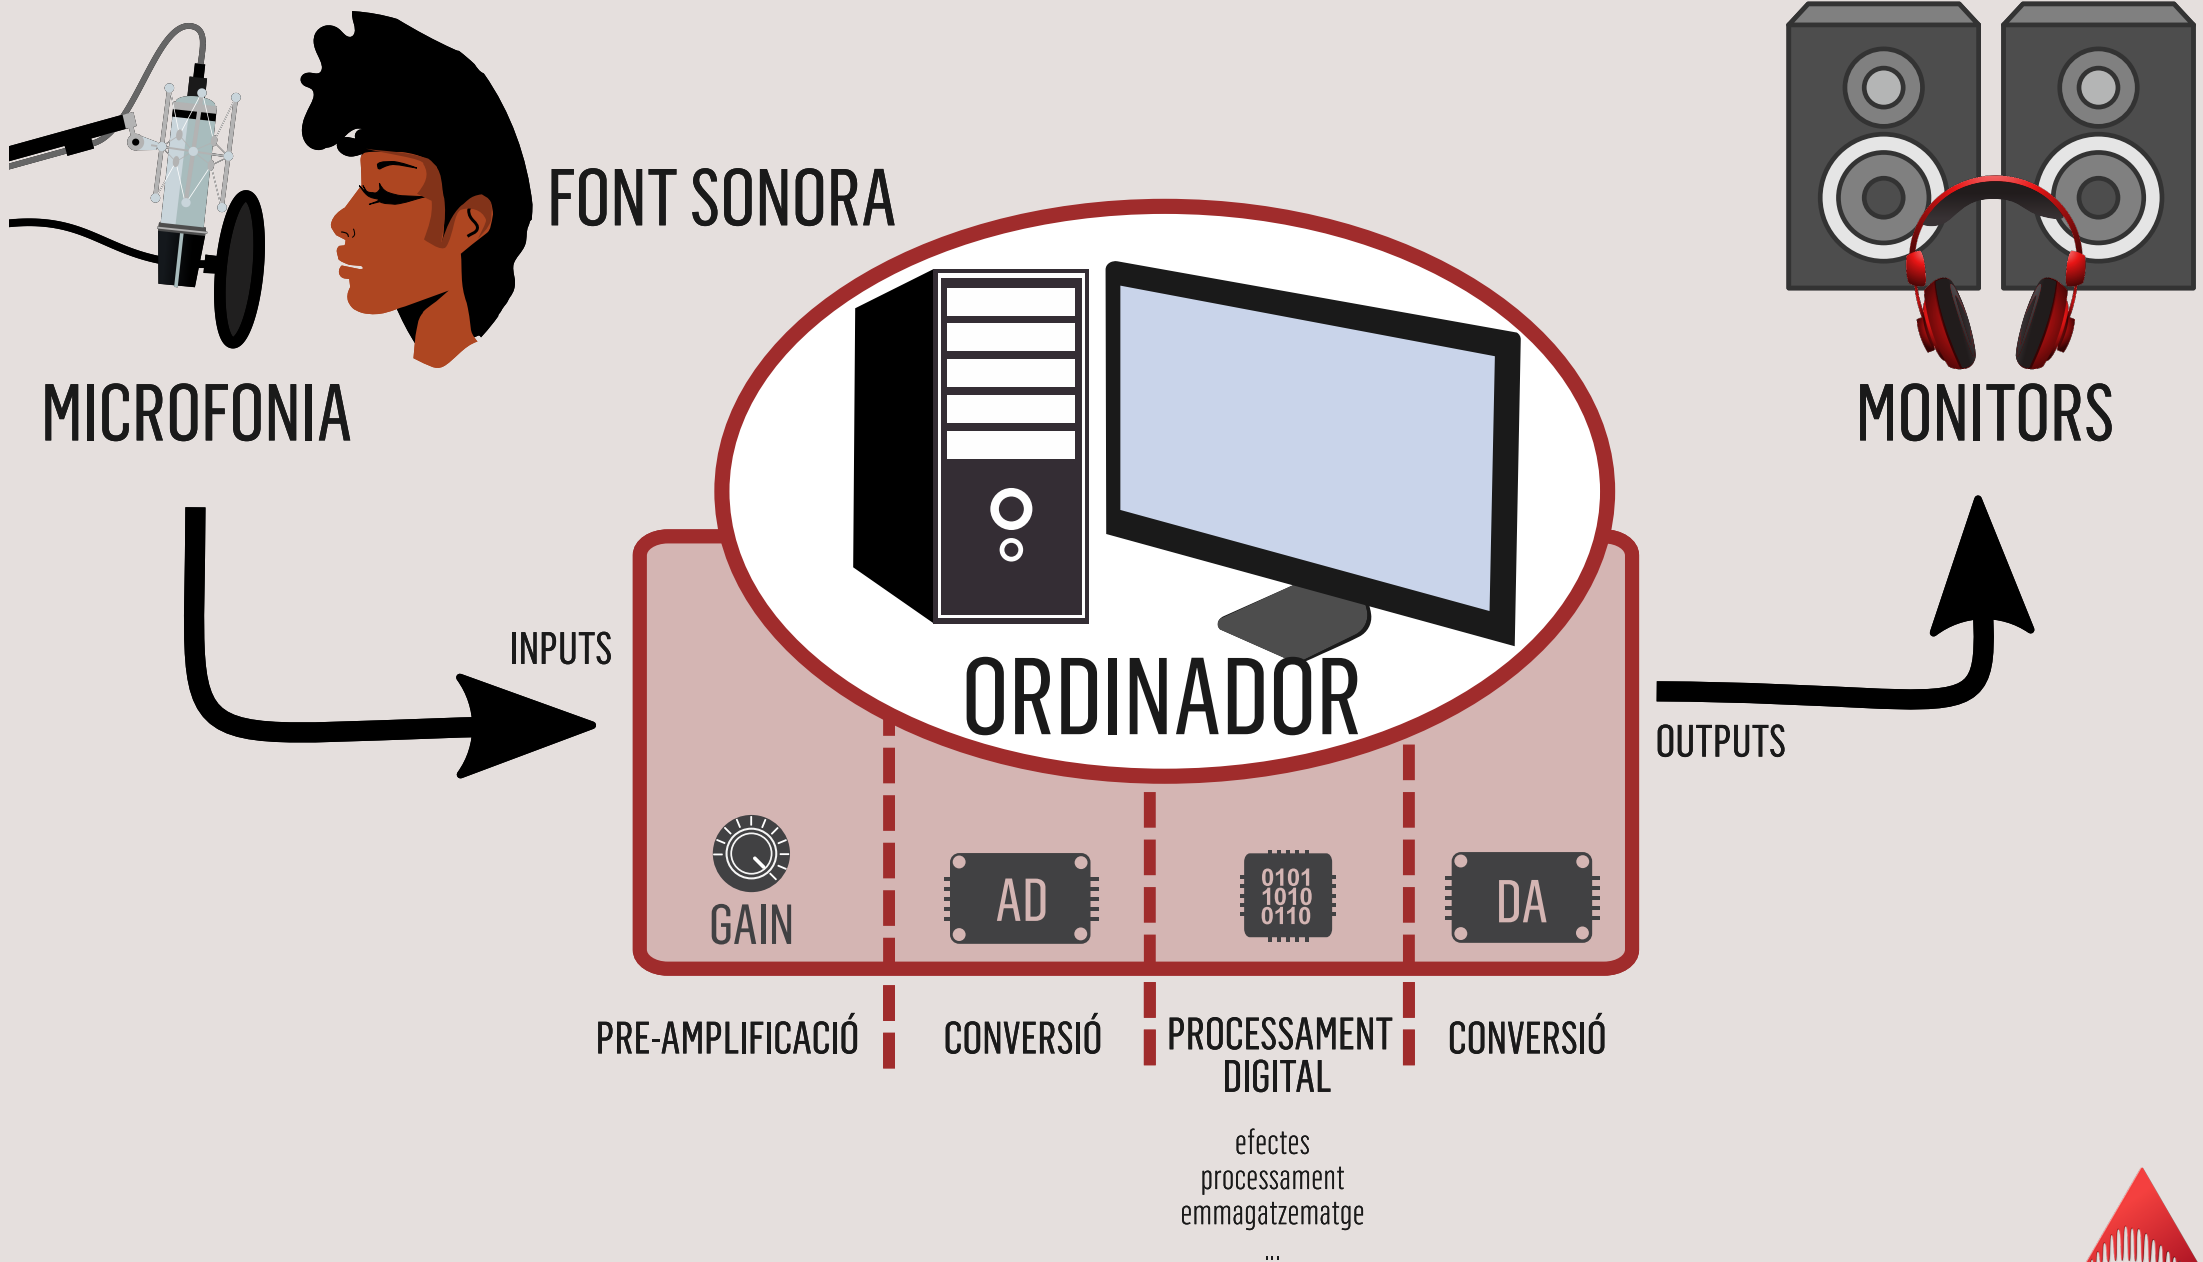 FONT SONORA
MICROFONIA
MONITORS
INPUTS
ORDINADOR
OUTPUTS
GAIN
AD
0101
1010
0110
DA
PRE-AMPLIFICACIÓ
CONVERSIÓ
PROCESSAMENT
DIGITAL
CONVERSIÓ
efectes
processament
emmagatzematge
...